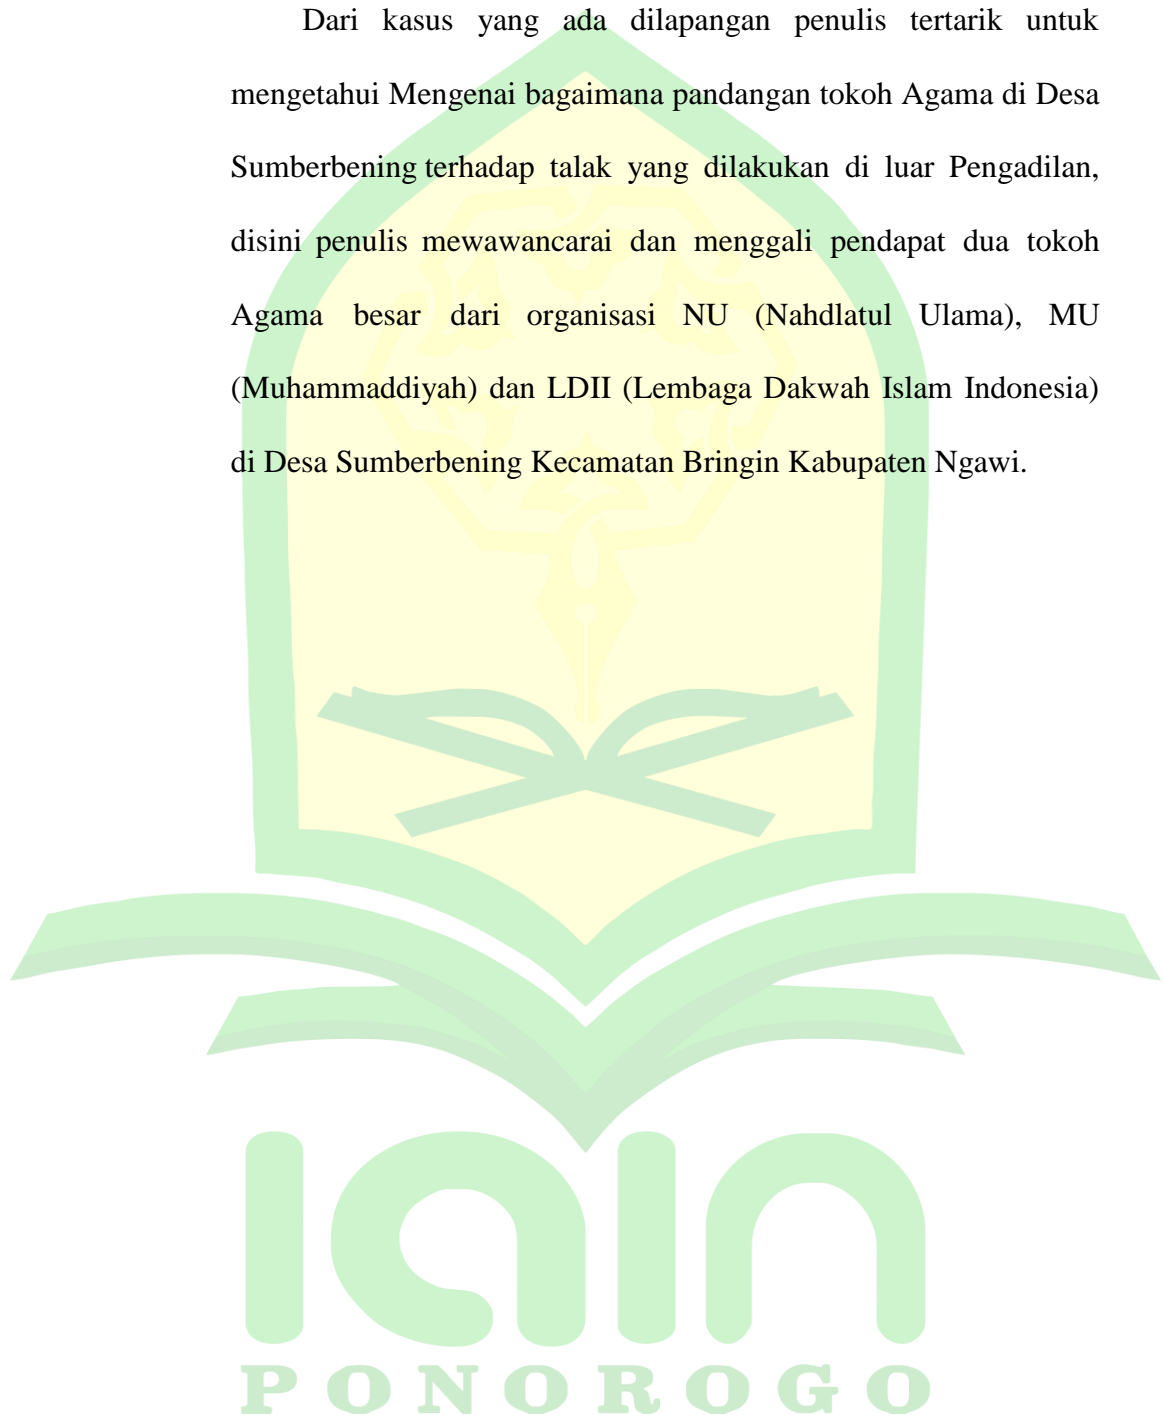 Dari kasus yang ada dilapangan penulis tertarik untuk
mengetahui Mengenai bagaimana pandangan tokoh Agama di Desa
Sumberbening terhadap talak yang dilakukan di luar Pengadilan,
disini penulis mewawancarai dan menggali pendapat dua tokoh
Agama besar dari organisasi NU (Nahdlatul Ulama), MU
(Muhammaddiyah) dan LDII (Lembaga Dakwah Islam Indonesia)
di Desa Sumberbening Kecamatan Bringin Kabupaten Ngawi.
iain
PONOROGO